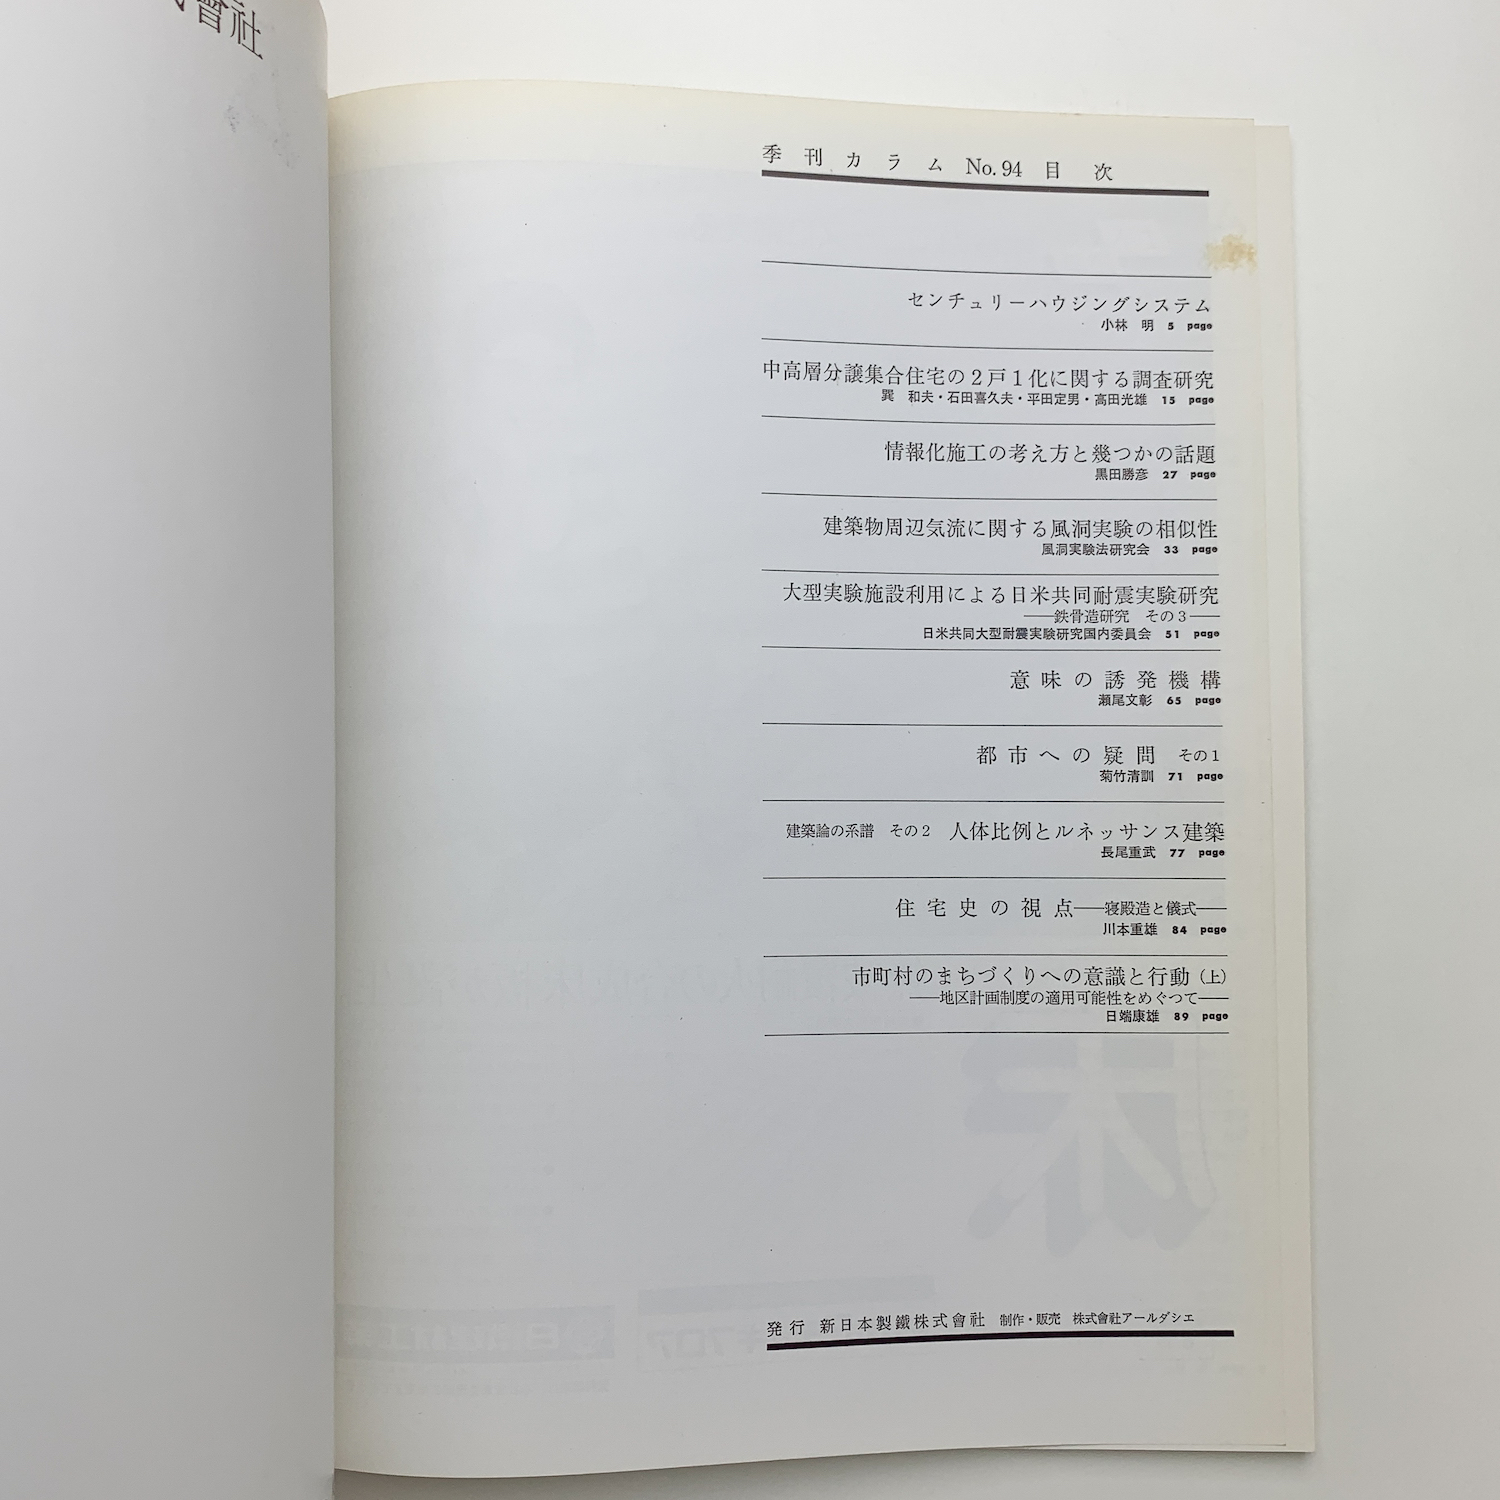 會社
季刊カラム No.94 目次
センチュリーハウジングシステム
小林 明 5 page
中高層分譲集合住宅の2戸1化に関する調査研究
巽 和夫・石田喜久夫・平田定男・高田光雄 15 page
情報化施工の考え方と幾つかの話題
黒田勝彦 27 page
建築物周辺気流に関する風洞実験の相似性
風洞実験法研究会 33 page
大型実験施設利用による日米共同耐震実験研究
――鉄骨造研究 その3――
日米共同大型耐震実験研究国内委員会 51 page
意味の誘発機構
瀬尾文彰 65 page
都市への疑問 その1
菊竹清訓 71 page
建築論の系譜 その2 人体比例とルネッサンス建築
長尾重武 77 page
住宅史の視点――寝殿造と儀式――
川本重雄 84 page
市町村のまちづくりへの意識と行動(上)
――地区計画制度の適用可能性をめぐつて――
日端康雄 89 page
発行 新日本製鐵株式會社 制作・販売 株式會社アールダシエ